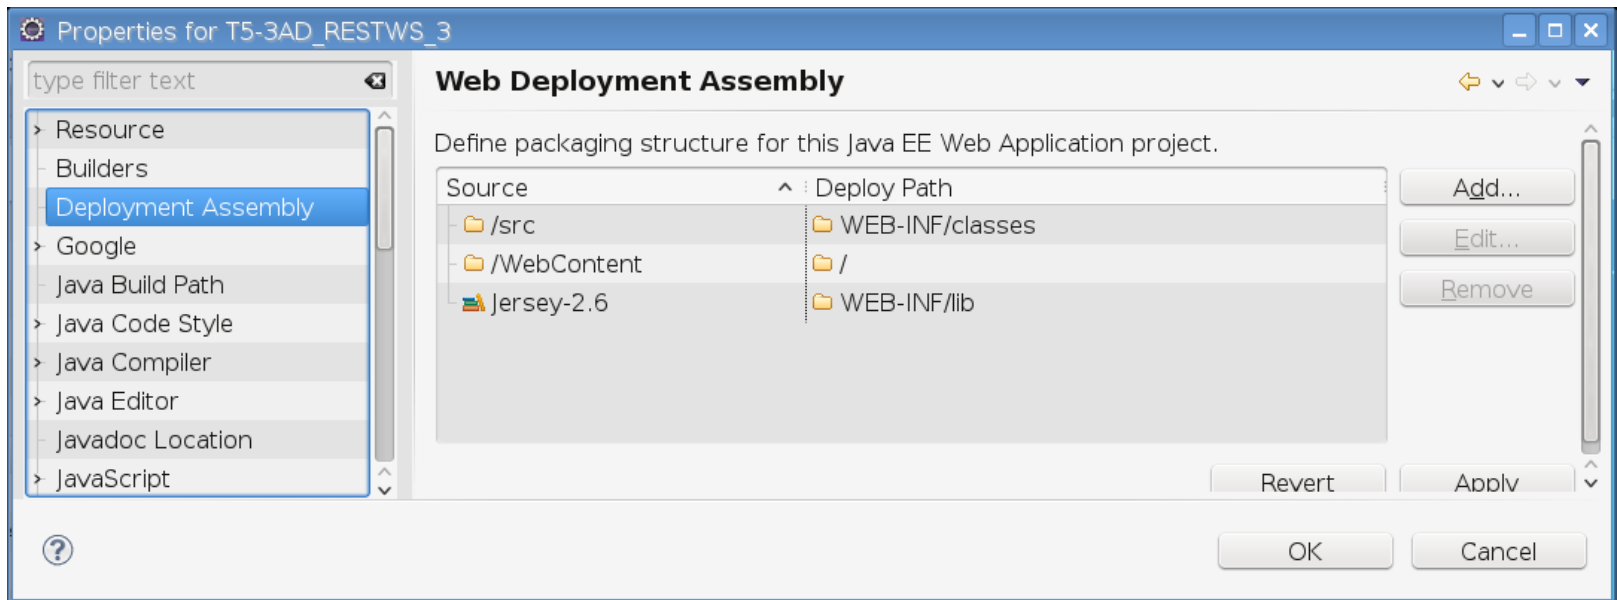 Properties for T5-3AD_RESTWS_3
type filter text
Resource
Builders
Deployment Assembly
Google
Java Build Path
Java Code Style
Java Compiler
Java Editor
Javadoc Location
JavaScript
Web Deployment Assembly
Define packaging structure for this Java EE Web Application project.
Source Deploy Path
/src WEB-INF/classes
/WebContent /
Jersey-2.6 WEB-INF/lib
Add...
Edit...
Remove
Revert Apply
? OK Cancel